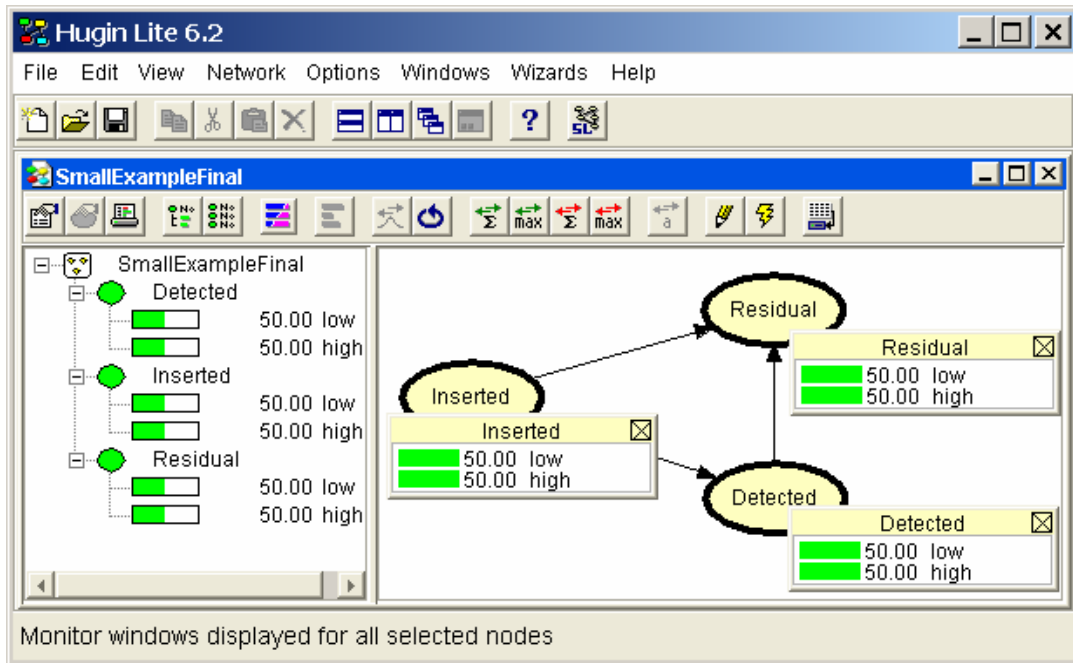 Hugin Lite 6.2
File Edit View Network Options Windows Wizards Help
? SL
SmallExampleFinal
Σ max Σ max a
SmallExampleFinal
Detected
50.00 low
50.00 high
Inserted
50.00 low
50.00 high
Residual
50.00 low
50.00 high
Residual
Residual
50.00 low
50.00 high
Inserted
Inserted
50.00 low
50.00 high
Detected
Detected
50.00 low
50.00 high
Monitor windows displayed for all selected nodes